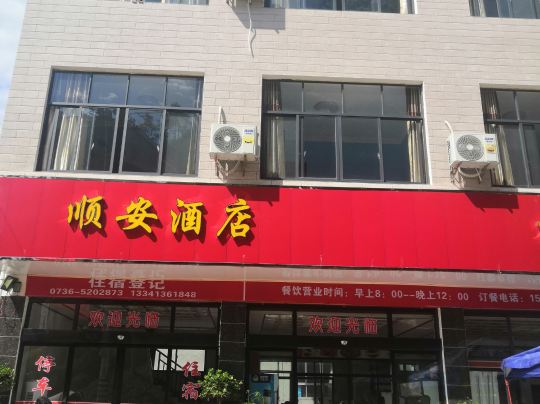 顺安酒店
住宿登记
0736-5202873 13341361848
餐饮营业时间：早上8：00--晚上12：00 订餐电话：15
欢迎光临
欢迎光临
停车
住宿